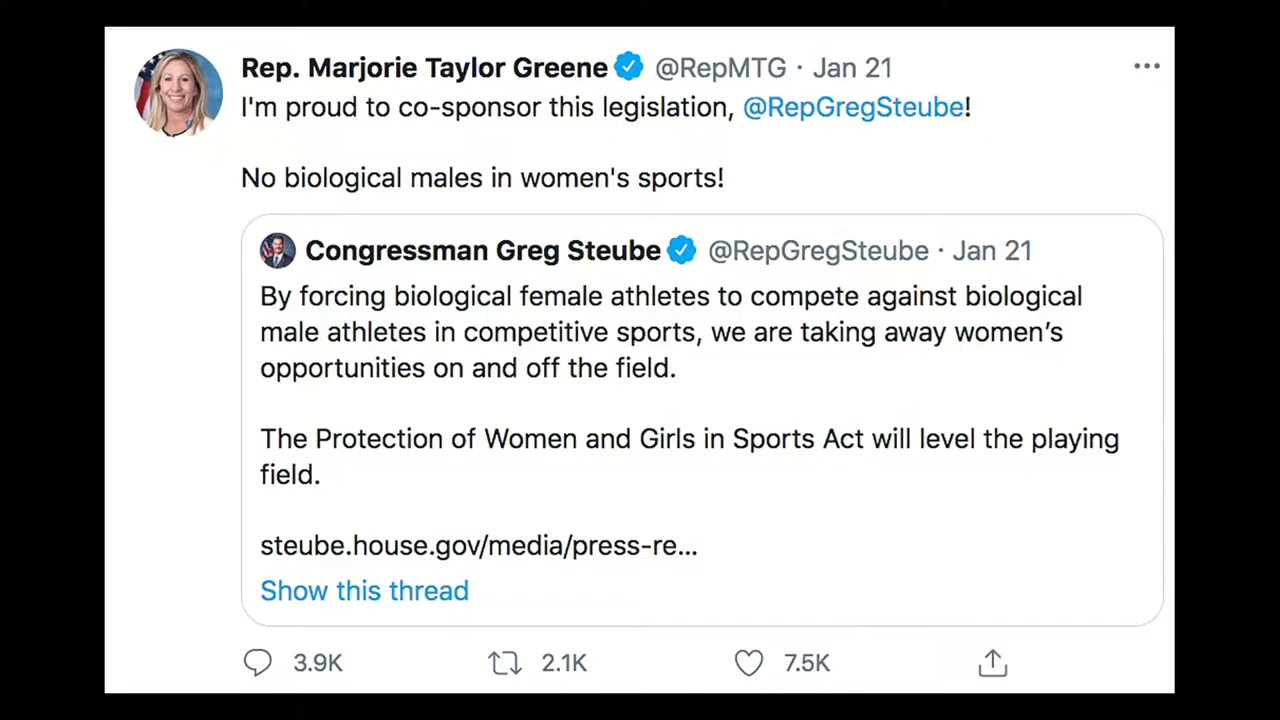 Rep. Marjorie Taylor Greene @RepMTG · Jan 21
I'm proud to co-sponsor this legislation, @RepGregSteube!
No biological males in women's sports!
Congressman Greg Steube @RepGregSteube · Jan 21
By forcing biological female athletes to compete against biological
male athletes in competitive sports, we are taking away women’s
opportunities on and off the field.
The Protection of Women and Girls in Sports Act will level the playing
field.
steube.house.gov/media/press-re...
Show this thread
3.9K 2.1K 7.5K